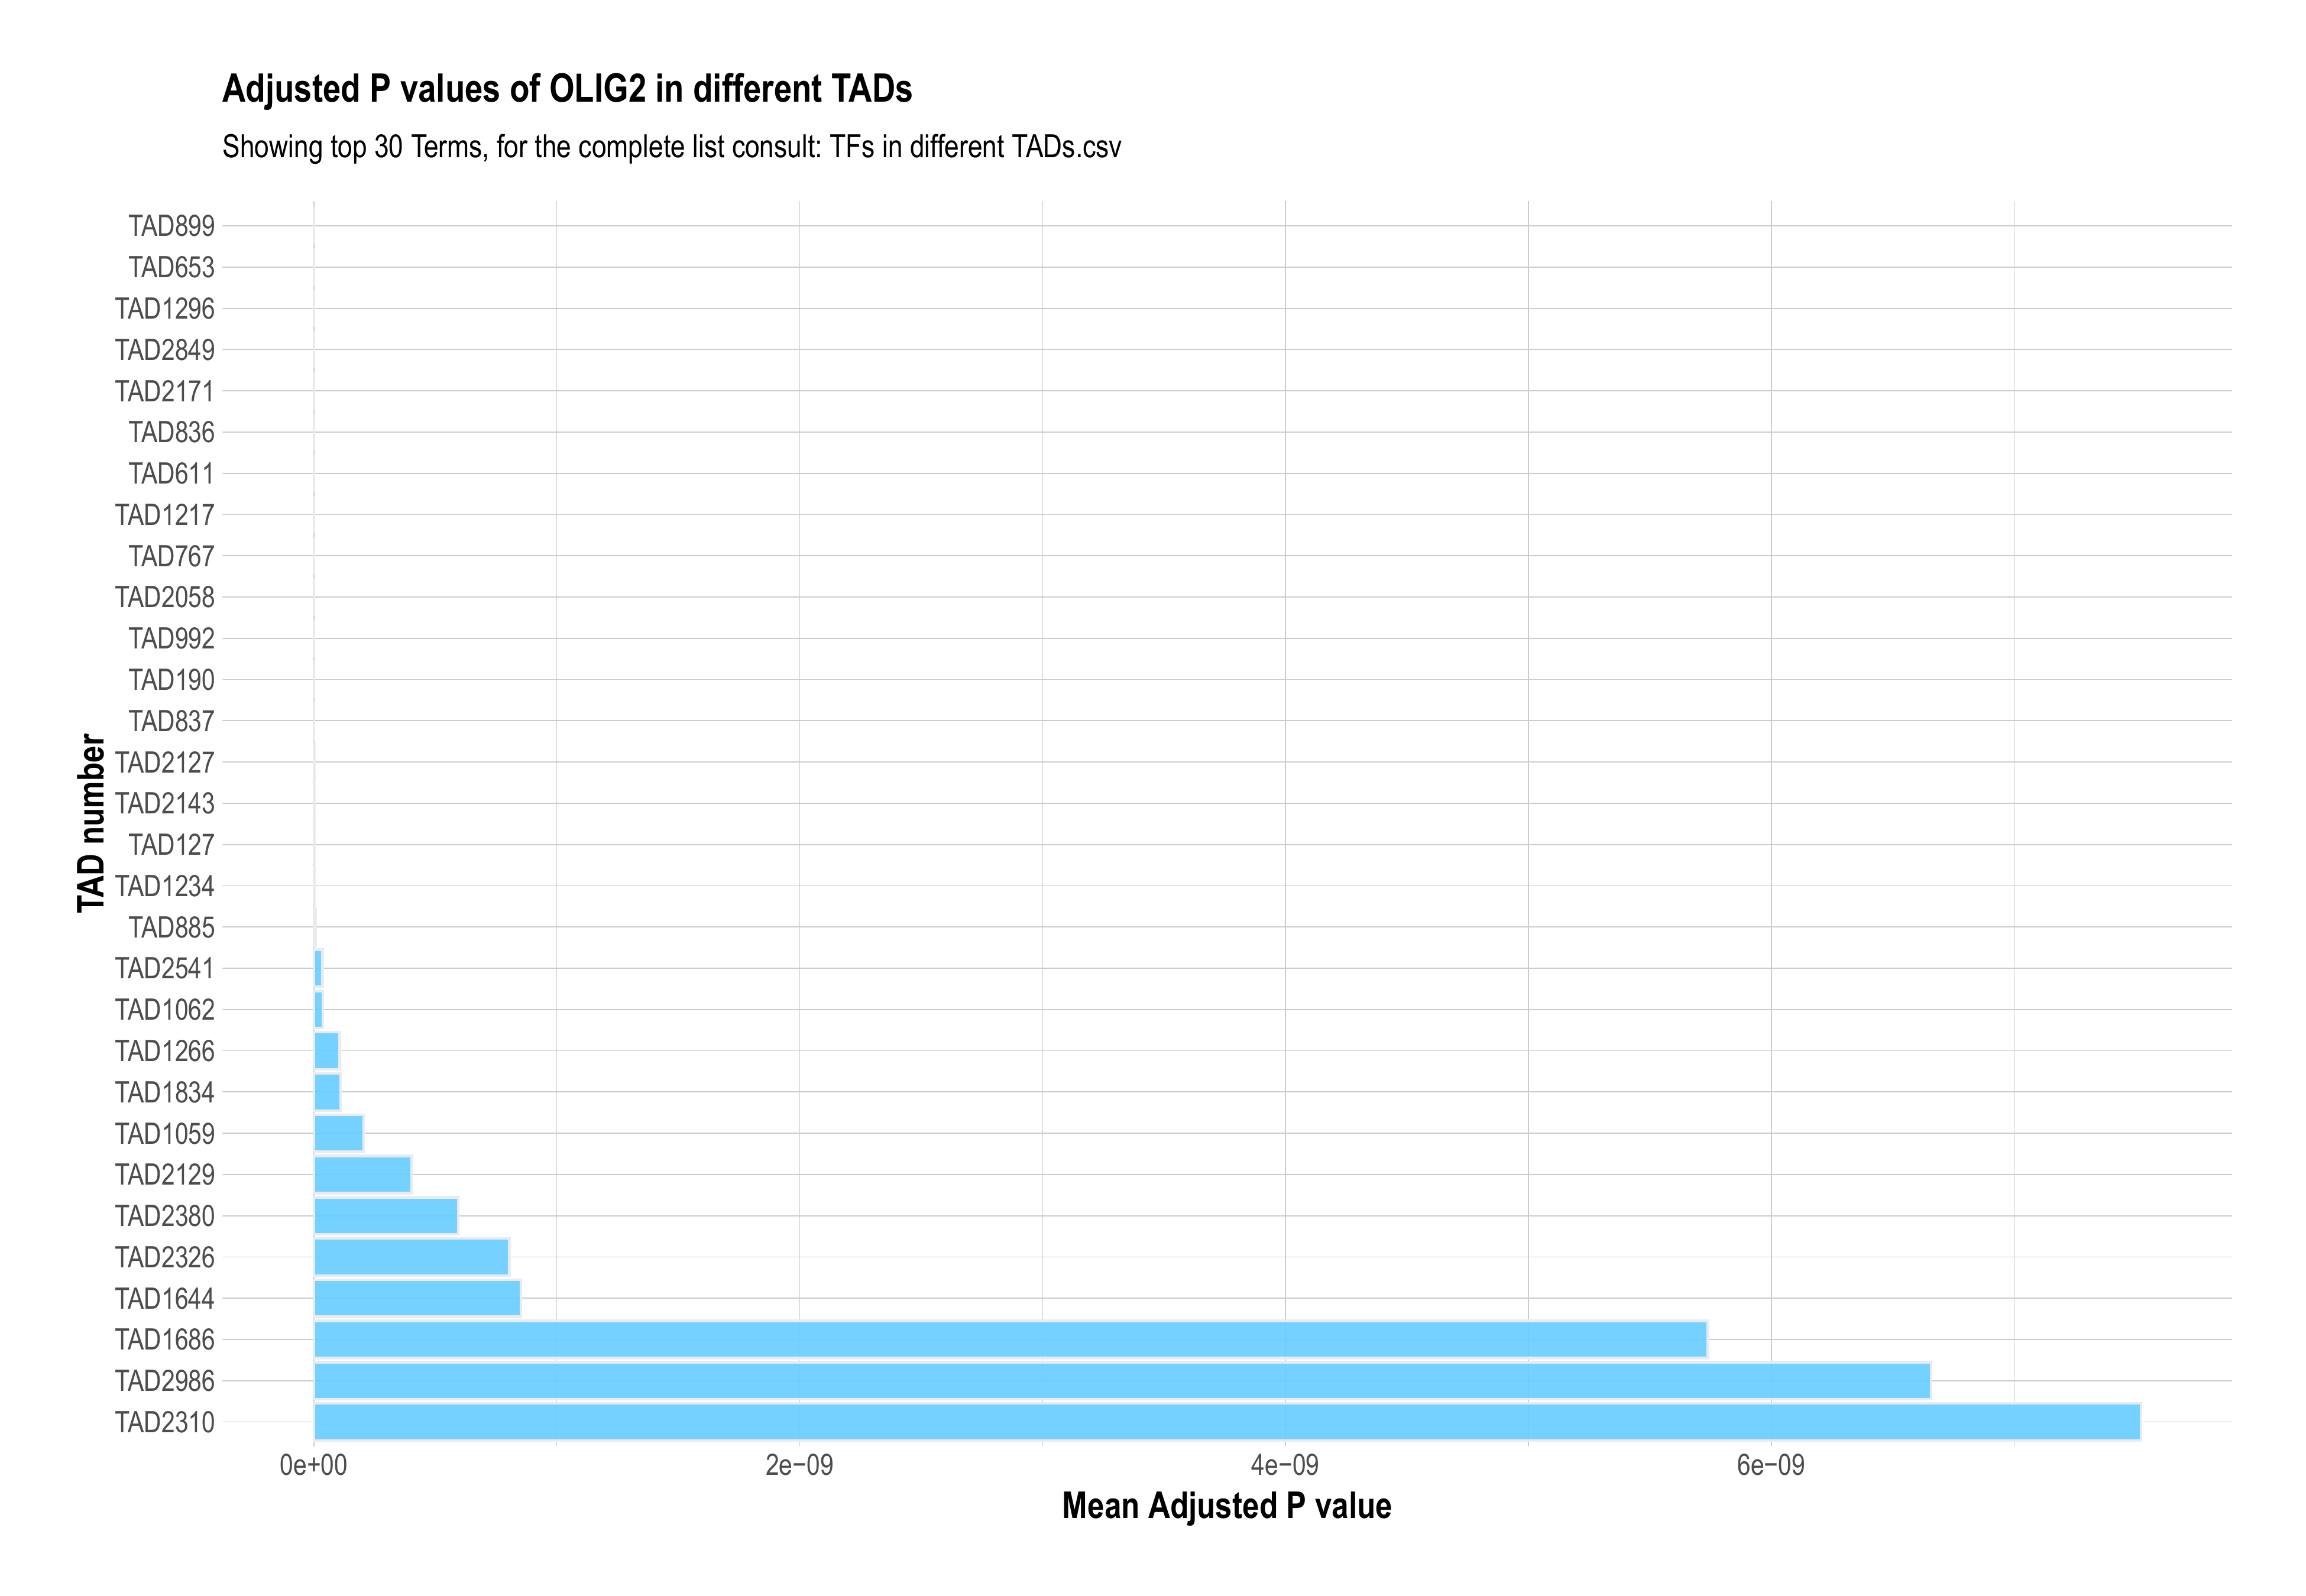 Adjusted P values of OLIG2 in different TADs
Showing top 30 Terms, for the complete list consult: TFs in different TADs.csv
TAD number
TAD899
TAD653
TAD1296
TAD2849
TAD2171
TAD836
TAD611
TAD1217
TAD767
TAD2058
TAD992
TAD190
TAD837
TAD2127
TAD2143
TAD127
TAD1234
TAD885
TAD2541
TAD1062
TAD1266
TAD1834
TAD1059
TAD2129
TAD2380
TAD2326
TAD1644
TAD1686
TAD2986
TAD2310
0e+00 2e−09 4e−09 6e−09
Mean Adjusted P value